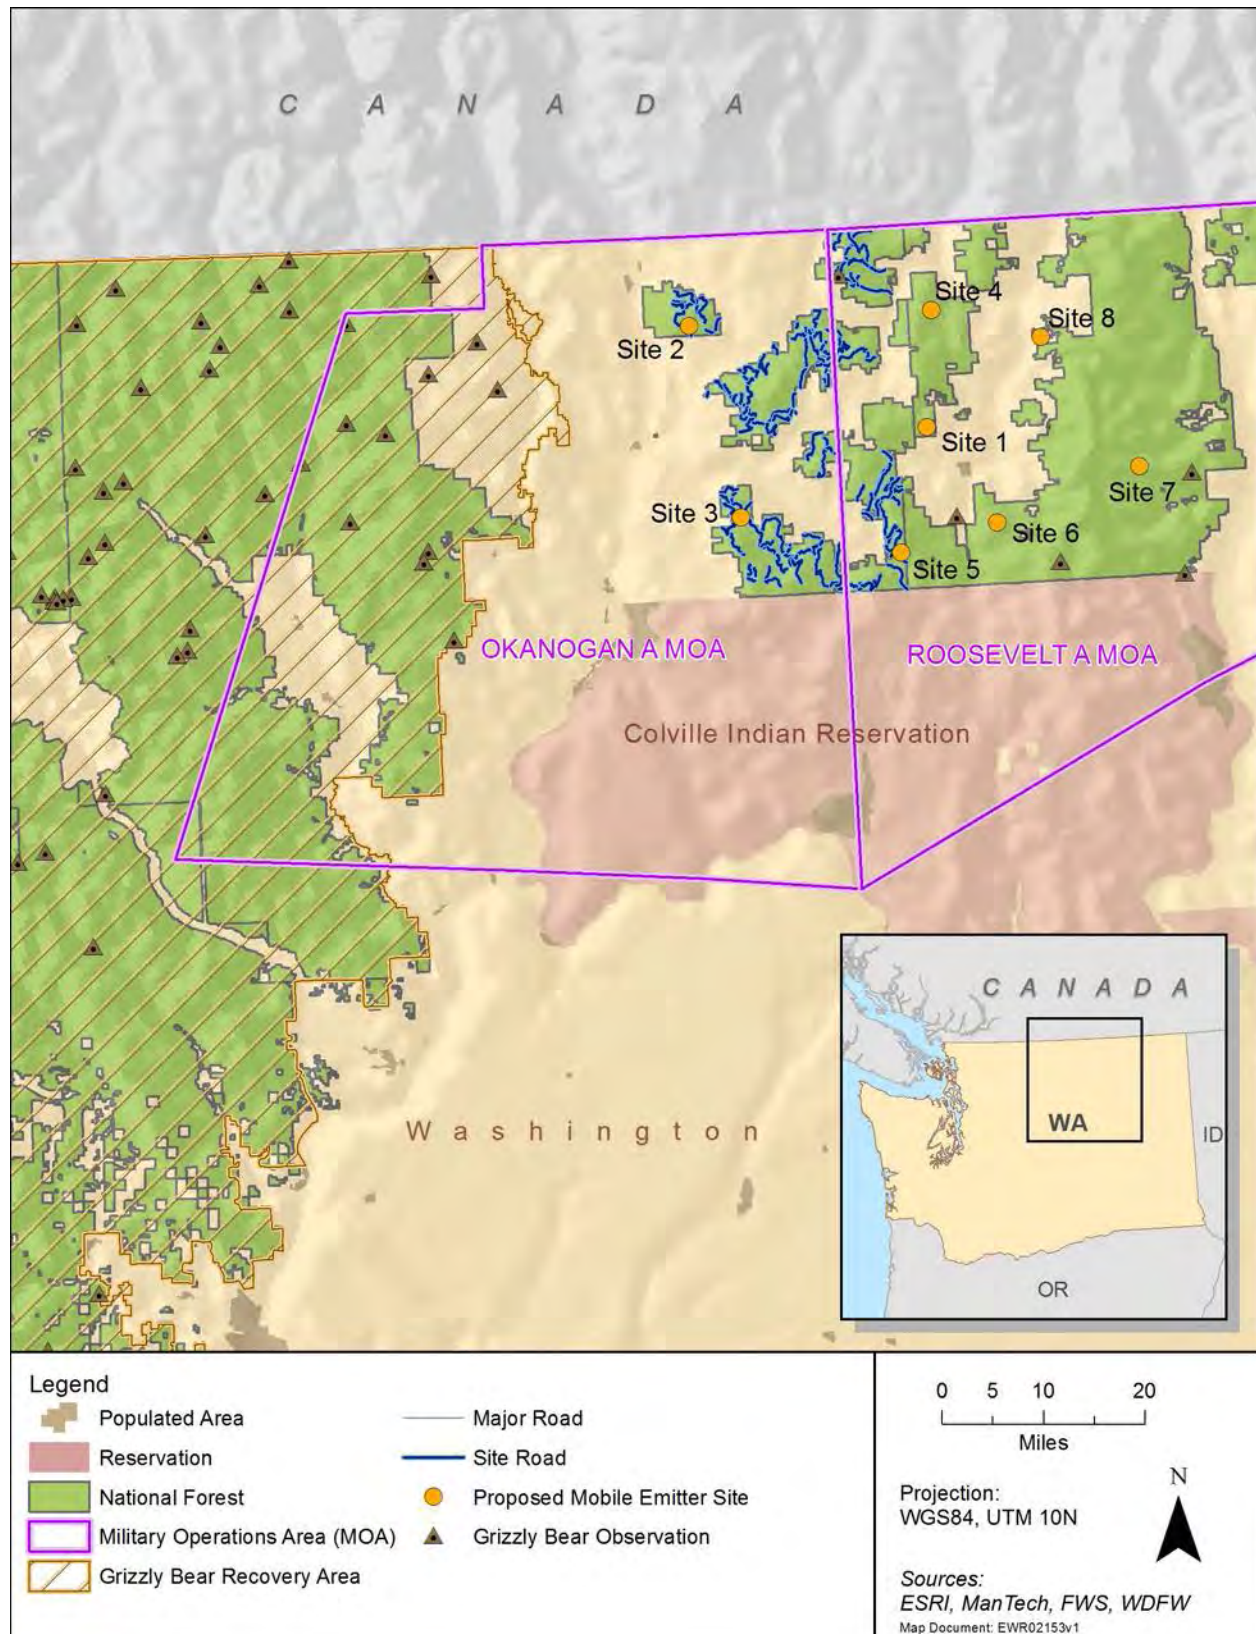 C A N A D A
Site 4
Site 8
Site 2
Site 1
Site 7
Site 3
Site 6
Site 5
OKANOGAN A MOA
ROOSEVELT A MOA
Colville Indian Reservation
C A N A D A
WA
ID
Washington
OR
Legend
Populated Area
Reservation
National Forest
Military Operations Area (MOA)
Grizzly Bear Recovery Area
Major Road
Site Road
Proposed Mobile Emitter Site
Grizzly Bear Observation
0 5 10 20
Miles
N
Projection:
WGS84, UTM 10N
Sources:
ESRI, ManTech, FWS, WDFW
Map Document: EWR02153v1